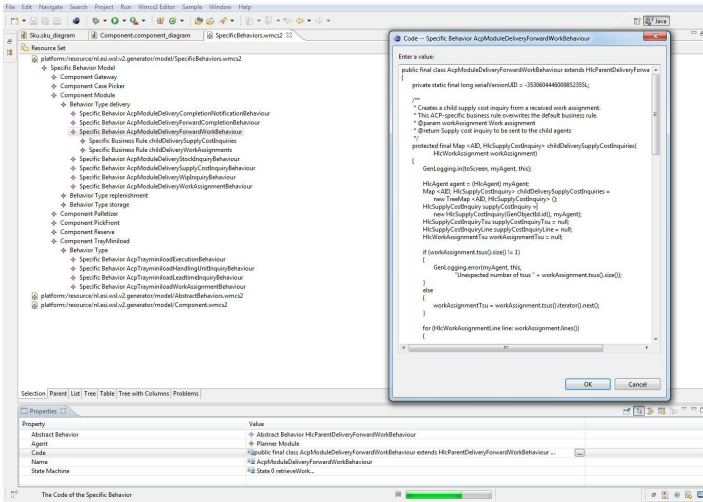 File Edit Navigate Search Project Run Wmcs2 Editor Sample Window Help
Java
Sku.sku_diagram
Component.component_diagram
SpecificBehaviors.wmcs2
Resource Set
platform:/resource/nl.esi.wsl.v2.generator/model/SpecificBehaviors.wmcs2
Specific Behavior Model
Component Gateway
Component Case Picker
Component Module
Behavior Type delivery
Specific Behavior AcpModuleDeliveryCompletionNotificationBehaviour
Specific Behavior AcpModuleDeliveryForwardCompletionBehaviour
Specific Behavior AcpModuleDeliveryForwardWorkBehaviour
Specific Business Rule childDeliverySupplyCostInquiries
Specific Business Rule childDeliveryWorkAssignments
Specific Behavior AcpModuleDeliveryStockInquiryBehaviour
Specific Behavior AcpModuleDeliverySupplyCostInquiryBehaviour
Specific Behavior AcpModuleDeliveryWipInquiryBehaviour
Specific Behavior AcpModuleDeliveryWorkAssignmentBehaviour
Behavior Type replenishment
Behavior Type storage
Component Palletizer
Component PickFront
Component Reserve
Component TrayMiniload
Behavior Type
Specific Behavior AcpTrayminiloadExecutionBehaviour
Specific Behavior AcpTrayminiloadHandlingUnitInquiryBehaviour
Specific Behavior AcpTrayminiloadLeadtimeInquiryBehaviour
Specific Behavior AcpTrayminiloadWorkAssignmentBehaviour
platform:/resource/nl.esi.wsl.v2.generator/model/AbstractBehaviors.wmcs2
platform:/resource/nl.esi.wsl.v2.generator/model/Component.wmcs2
Selection Parent List Tree Table Tree with Columns Problems
Code -- Specific Behavior AcpModuleDeliveryForwardWorkBehaviour
Enter a value:
public final class AcpModuleDeliveryForwardWorkBehaviour extends HlcParentDeliveryForwa
private static final long serialVersionUID = -3530604446009852355L;
/**
* Creates a child supply cost inquiry from a received work assignment.
* This ACP-specific business rule overwrites the default business rule.
* @param workAssignment Work assignment
* @return Supply cost inquiry to be sent to the child agents
*/
protected final Map <AID, HlcSupplyCostInquiry> childDeliverySupplyCostInquiries(
HlcWorkAssignment workAssignment)
{
GenLogging.in(toScreen, myAgent, this);
HlcAgent agent = (HlcAgent) myAgent;
Map <AID, HlcSupplyCostInquiry> childDeliverySupplyCostInquiries =
new TreeMap <AID, HlcSupplyCostInquiry> ();
HlcSupplyCostInquiry supplyCostInquiry =
new HlcSupplyCostInquiry(GenObjectId.id(), myAgent);
HlcSupplyCostInquiryTsu supplyCostInquiryTsu = null;
HlcSupplyCostInquiryLine supplyCostInquiryLine = null;
HlcWorkAssignmentTsu workAssignmentTsu = null;
if (workAssignment.tsus().size() != 1)
{
GenLogging.error(myAgent, this,
"Unexpected number of tsus " + workAssignment.tsus().size());
}
else
{
workAssignmentTsu = workAssignment.tsus().iterator().next();
}
for (HlcWorkAssignmentLine line: workAssignment.lines())
{
OK Cancel
Properties
Property Value
Abstract Behavior Abstract Behavior HlcParentDeliveryForwardWorkBehaviour
Agent Planner Module
Code public final class AcpModuleDeliveryForwardWorkBehaviour extends HlcParentDeliveryForwardWorkBehaviour ... ...
Name AcpModuleDeliveryForwardWorkBehaviour
State Machine State 0 retrieveWork...
The Code of the Specific Behavior